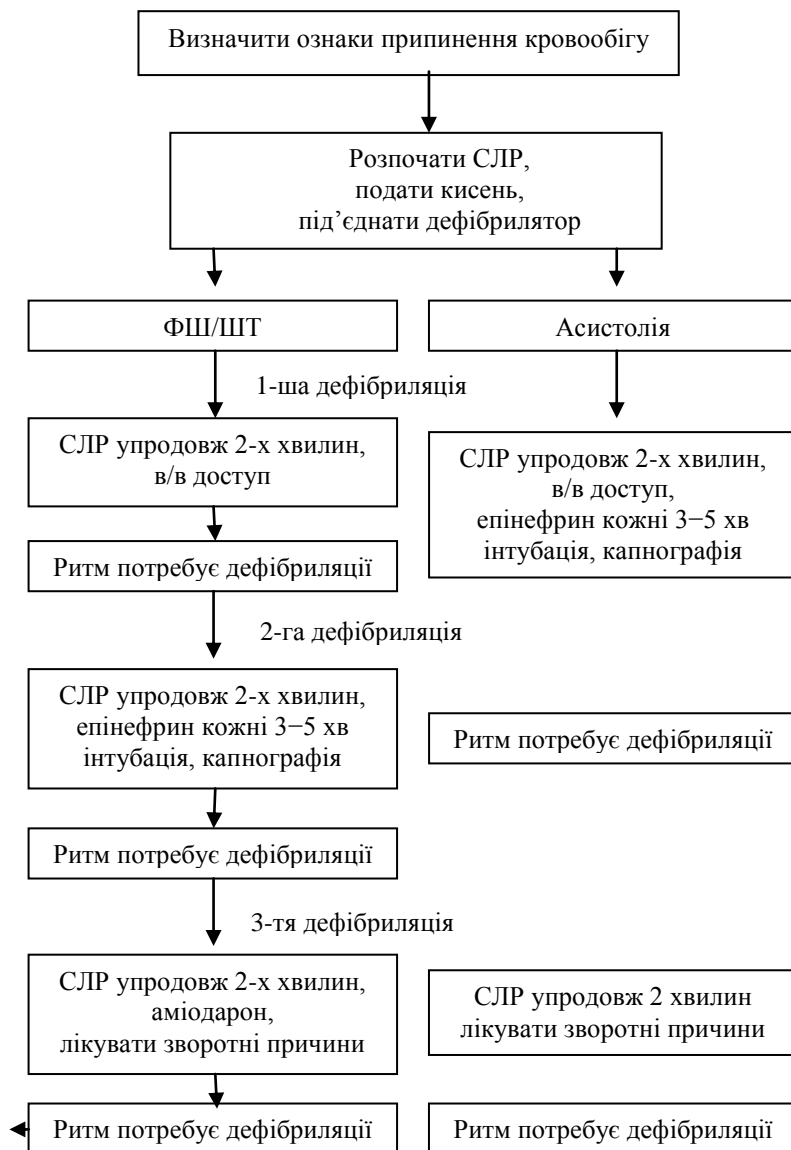 Визначити ознаки припинення кровообігу
Розпочати СЛР,
подати кисень,
під’єднати дефібрилятор
ФШ/ШТ
Асистолія
1-ша дефібриляція
СЛР упродовж 2-х хвилин,
в/в доступ
СЛР упродовж 2-х хвилин,
в/в доступ,
епінефрин кожні 3−5 хв
інтубація, капнографія
Ритм потребує дефібриляції
2-га дефібриляція
СЛР упродовж 2-х хвилин,
епінефрин кожні 3−5 хв
інтубація, капнографія
Ритм потребує дефібриляції
Ритм потребує дефібриляції
3-тя дефібриляція
СЛР упродовж 2-х хвилин,
аміодарон,
лікувати зворотні причини
СЛР упродовж 2 хвилин
лікувати зворотні причини
Ритм потребує дефібриляції
Ритм потребує дефібриляції